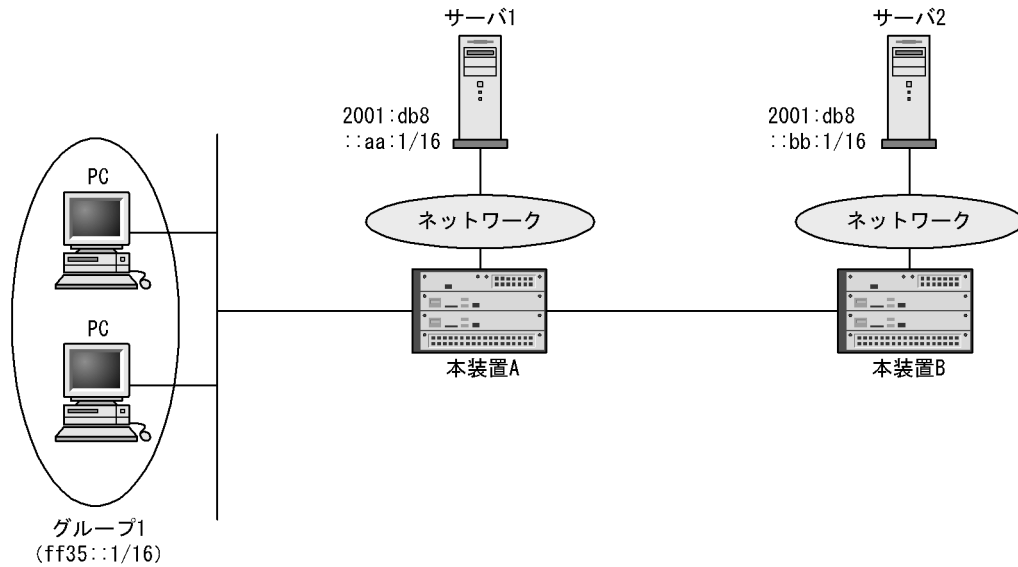 サーバ1
サーバ2
2001:db8
::aa:1/16
2001:db8
::bb:1/16
PC
ネットワーク
ネットワーク
PC
本装置A
本装置B
グループ1
(ff35::1/16)